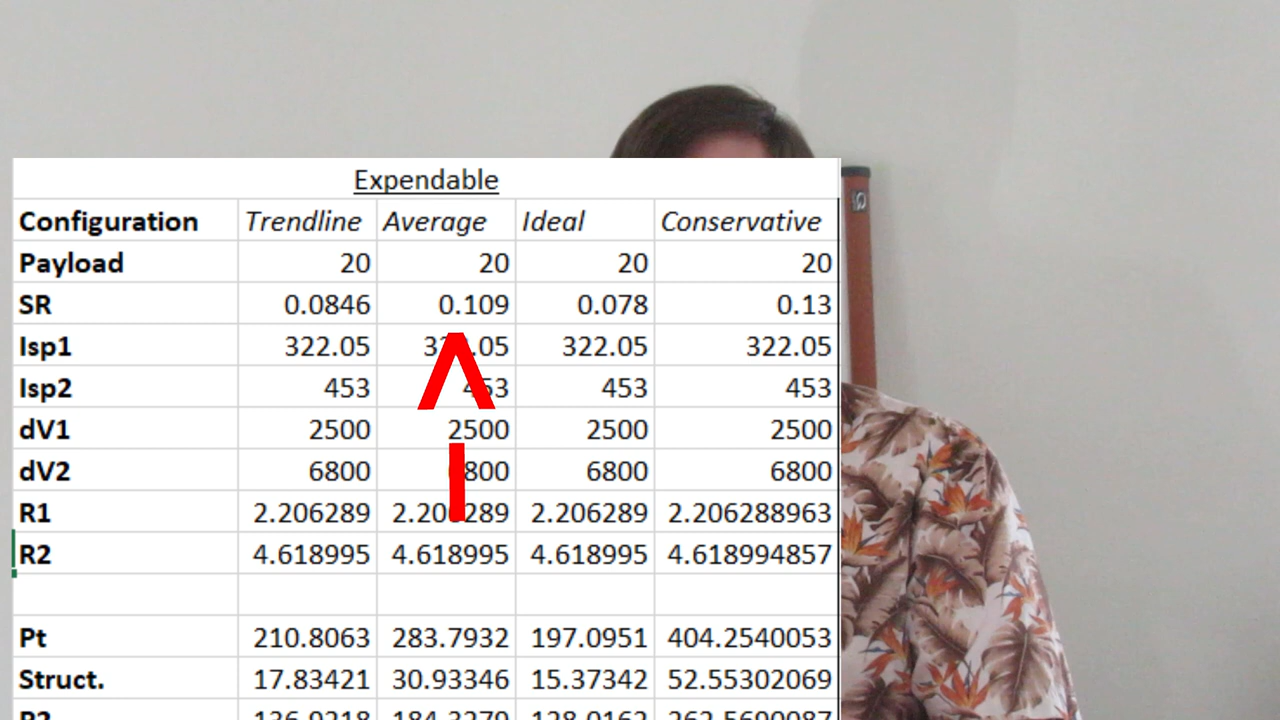 Expendable
Configuration Trendline Average Ideal Conservative
Payload 20 20 20 20
SR 0.0846 0.109 0.078 0.13
Isp1 322.05 322.05 322.05
Isp2 453 453 453
dV1 2500 2500 2500 2500
dV2 6800 6800 6800
R1 2.206289 2.206289 2.206288963
R2 4.618995 4.618995 4.618995 4.618994857
Pt 210.8063 283.7932 197.0951 404.2540053
Struct. 17.83421 30.93346 15.37342 52.55302069